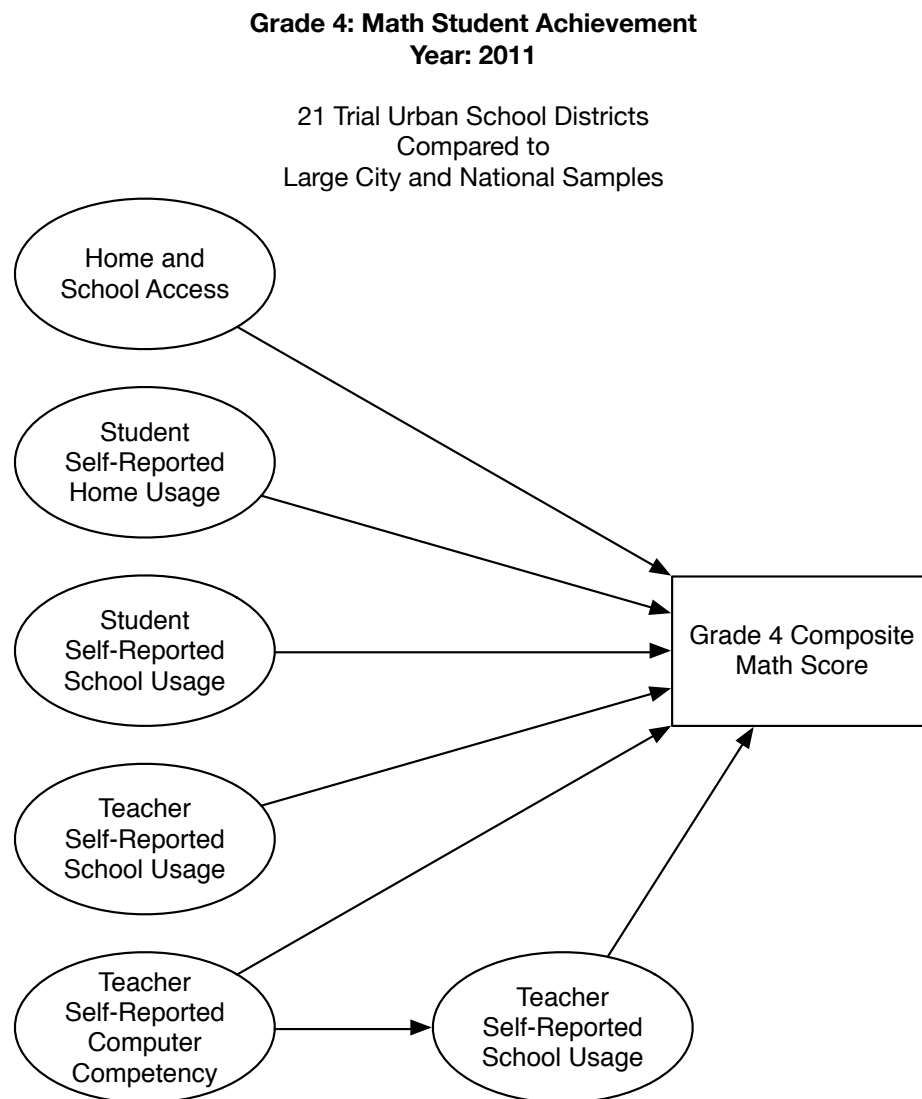 Grade 4: Math Student Achievement
Year: 2011
21 Trial Urban School Districts
Compared to
Large City and National Samples
Home and
School Access
Student
Self-Reported
Home Usage
Student
Self-Reported
School Usage
Grade 4 Composite
Math Score
Teacher
Self-Reported
School Usage
Teacher
Self-Reported
Computer
Competency
Teacher
Self-Reported
School Usage